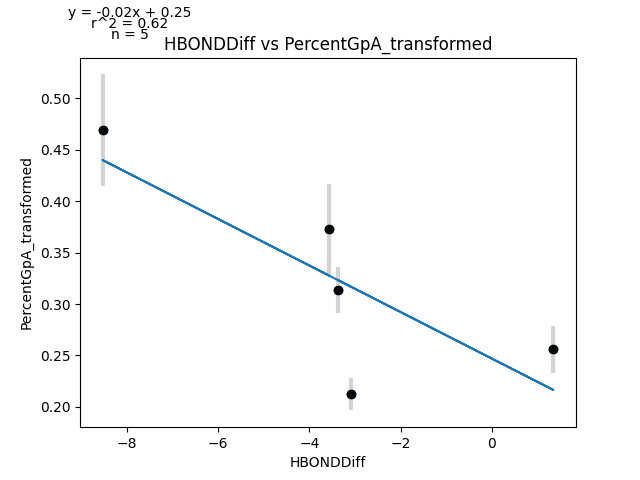 y = -0.02x + 0.25
r^2 = 0.62
n = 5
HBONDDiff vs PercentGpA_transformed
PercentGpA_transformed
0.50
0.45
0.40
0.35
0.30
0.25
0.20
−8
−6
−4
−2
0
HBONDDiff